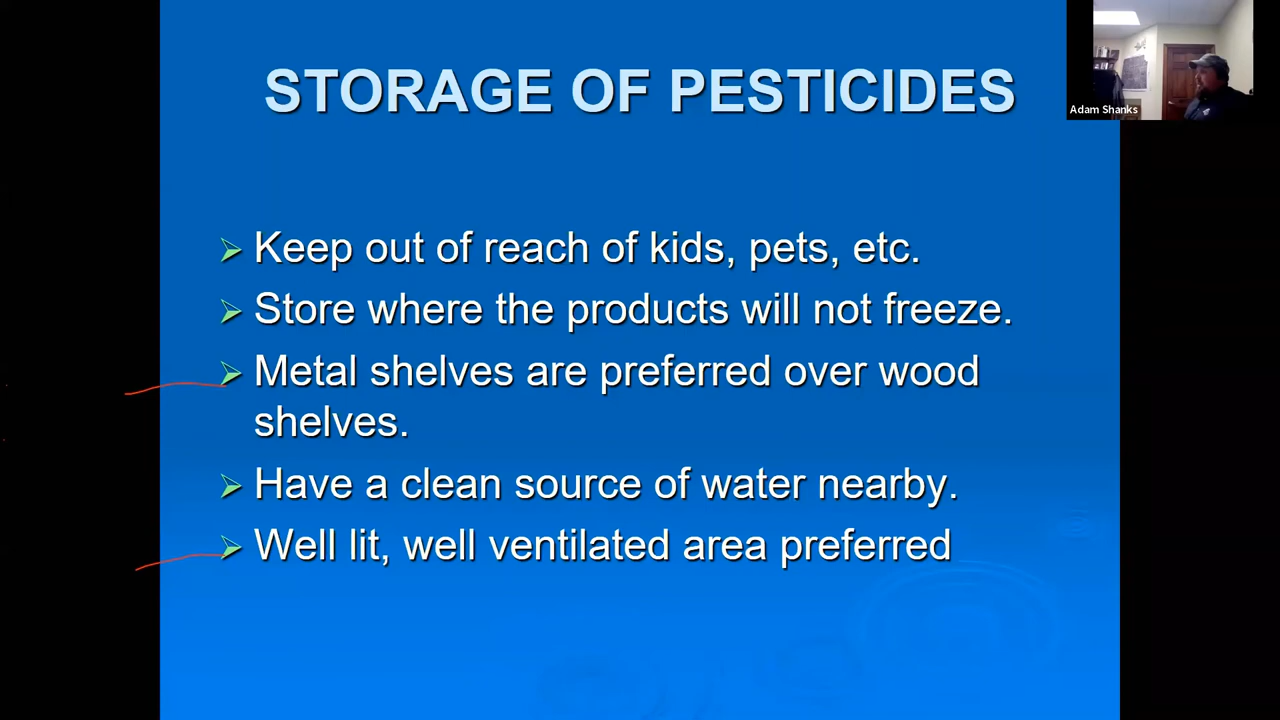 STORAGE OF PESTICIDES
Adam Shanks
Keep out of reach of kids, pets, etc.
Store where the products will not freeze.
Metal shelves are preferred over wood
shelves.
Have a clean source of water nearby.
Well lit, well ventilated area preferred